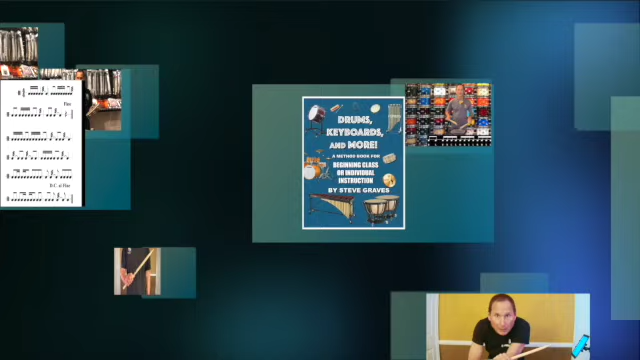 Fine
D.C. al Fine
DRUMS,
KEYBOARDS,
AND MORE!
A METHOD BOOK FOR
BEGINNING CLASS
OR INDIVIDUAL
INSTRUCTION
BY STEVE GRAVES